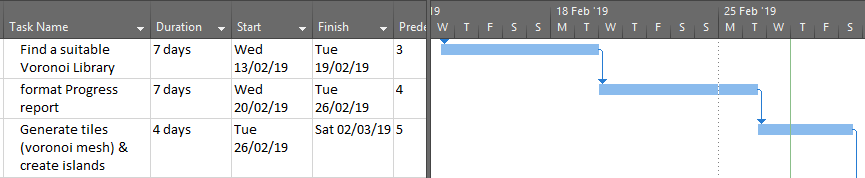 19 18 Feb '19 25 Feb '19
Task Name Duration Start Finish Prede W T F S S M T W T F S S M T W T F S
Find a suitable 7 days Wed Tue 3
Voronoi Library 13/02/19 19/02/19
format Progress 7 days Wed Tue 4
report 20/02/19 26/02/19
Generate tiles 4 days Tue Sat 02/03/19 5
(voronoi mesh) & 26/02/19
create islands